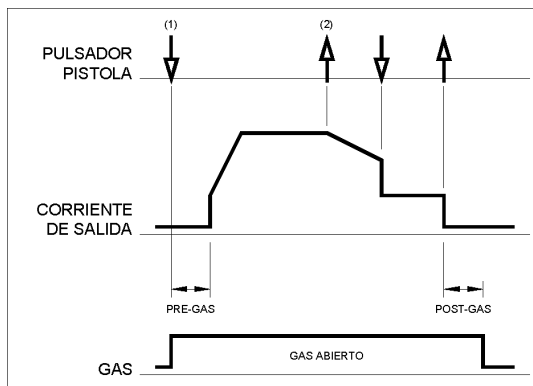 (1)
(2)
PULSADOR
PISTOLA
CORRIENTE
DE SALIDA
PRE-GAS
POST-GAS
GAS ABIERTO
GAS